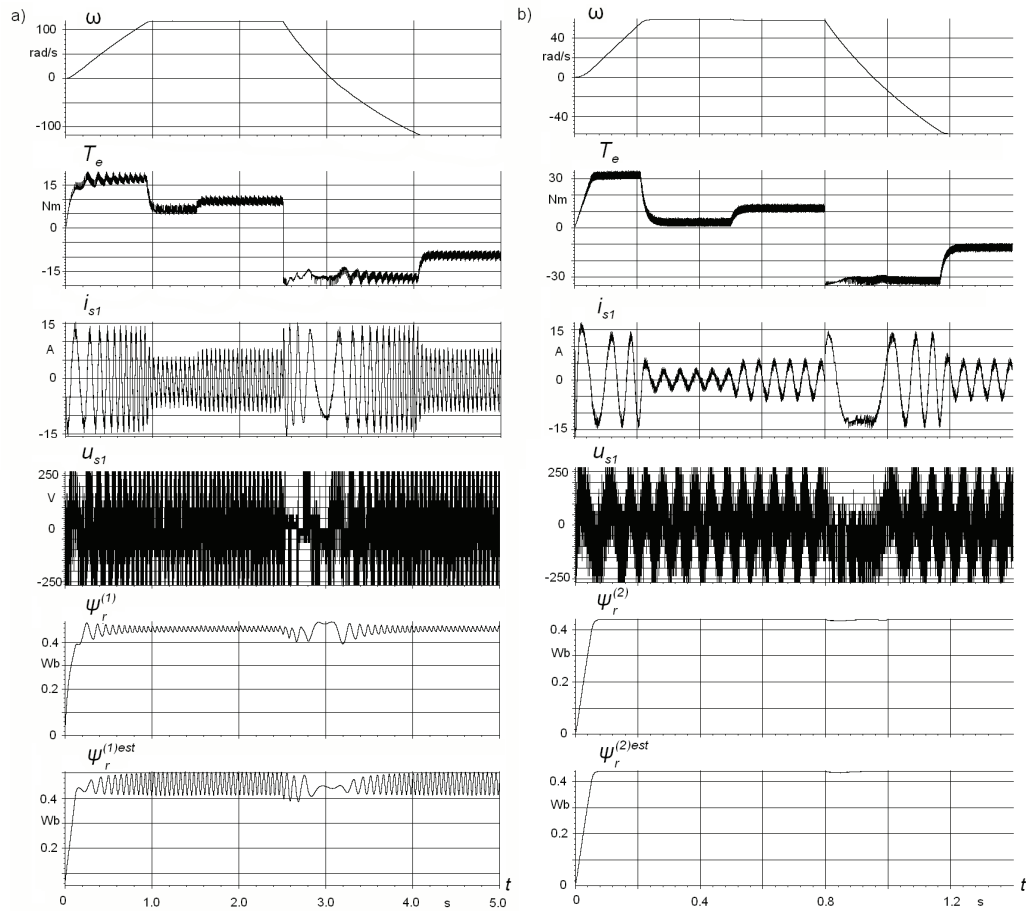 a)
ω
100
rad/s
0
-100
T_e
15
Nm
0
-15
i_s1
15
A
0
-15
u_s1
250
V
0
-250
ψ_r^(1)
0.4
Wb
0.2
0
ψ_r^(1)est
0.4
Wb
0.2
0 1.0 2.0 3.0 4.0 s 5.0
t
b)
ω
40
rad/s
0
-40
T_e
30
Nm
0
-30
i_s1
15
A
0
-15
u_s1
250
V
0
-250
ψ_r^(2)
0.4
Wb
0.2
0
ψ_r^(2)est
0.4
Wb
0.2
0
0 0.4 0.8 1.2 s
t